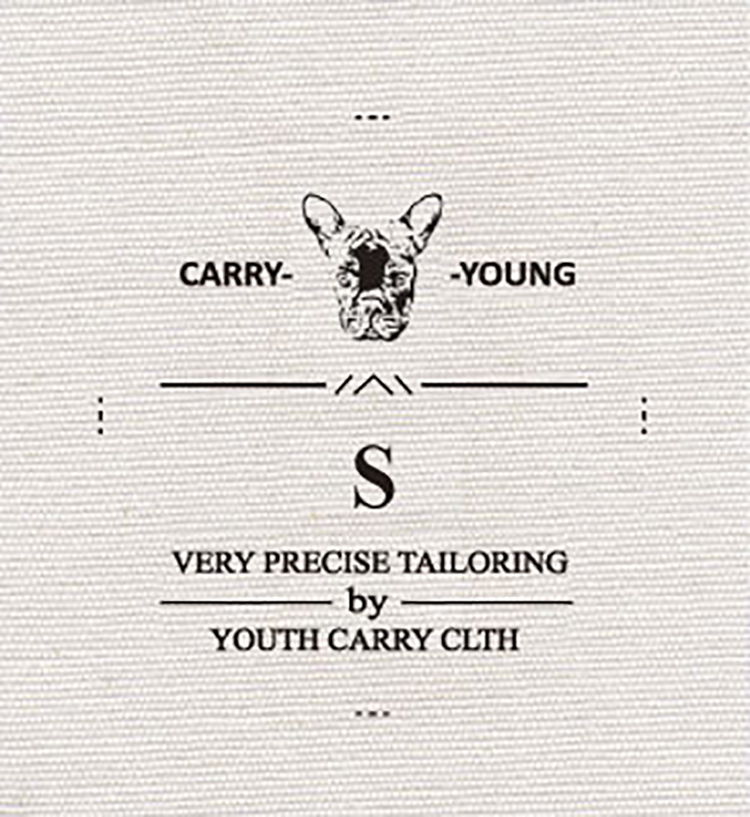 CARRY- -YOUNG
S
VERY PRECISE TAILORING
by
YOUTH CARRY CLTH